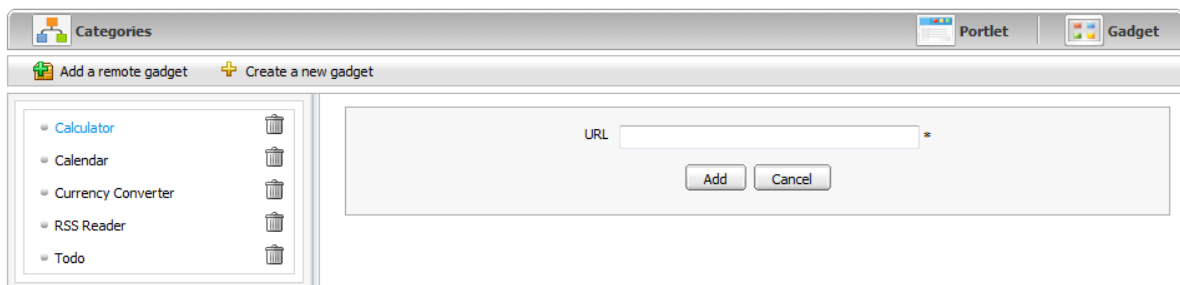 Categories Portlet Gadget
Add a remote gadget Create a new gadget
Calculator
Calendar
Currency Converter
RSS Reader
Todo
URL *
Add Cancel